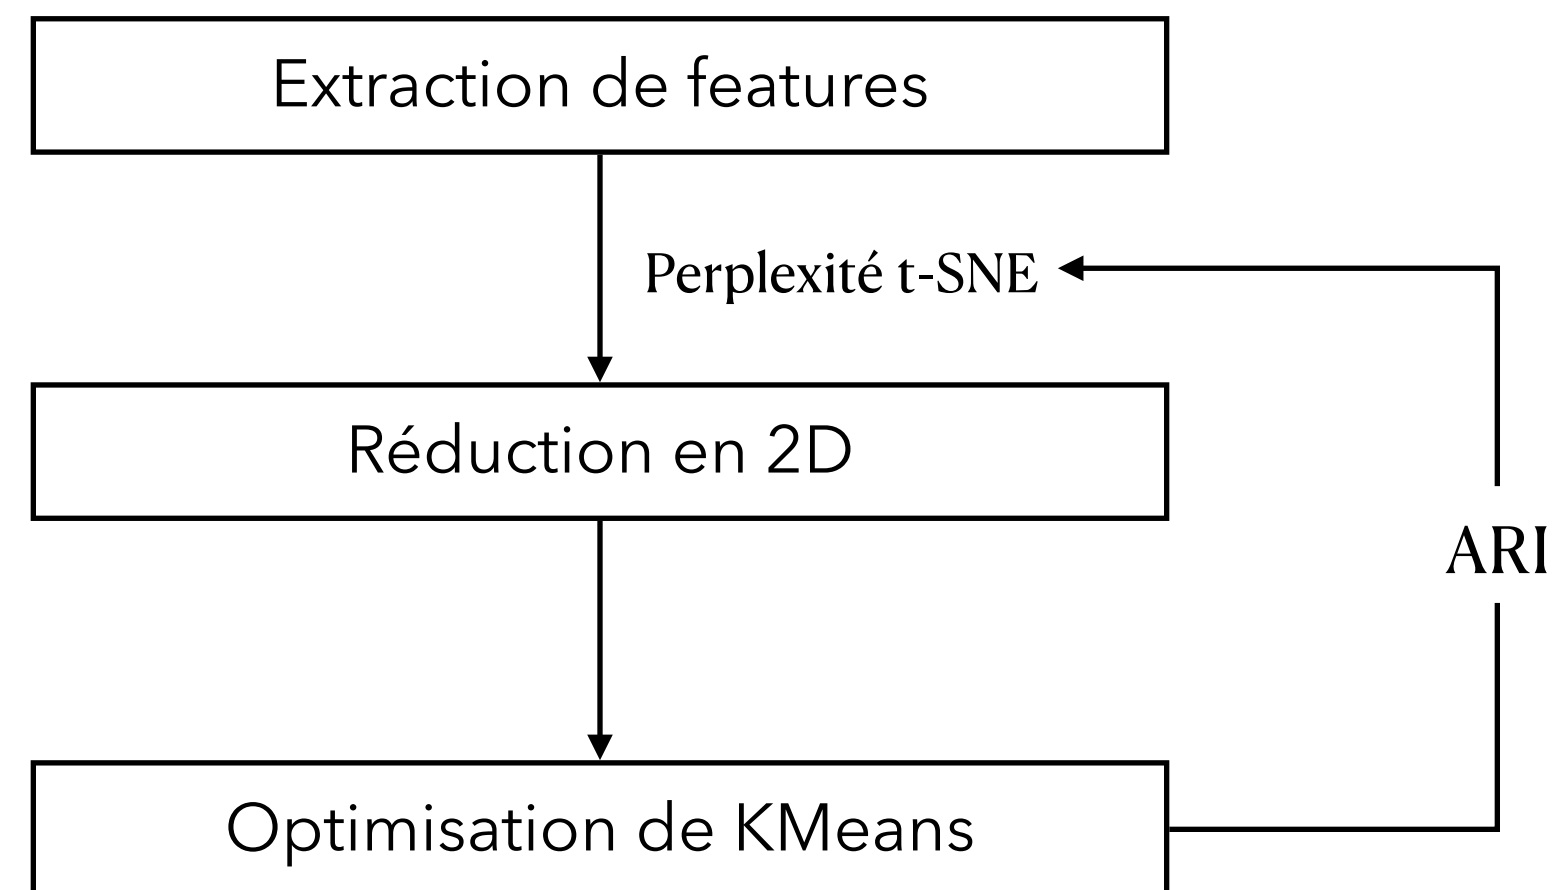 Extraction de features
Perplexité t-SNE
Réduction en 2D
ARI
Optimisation de KMeans